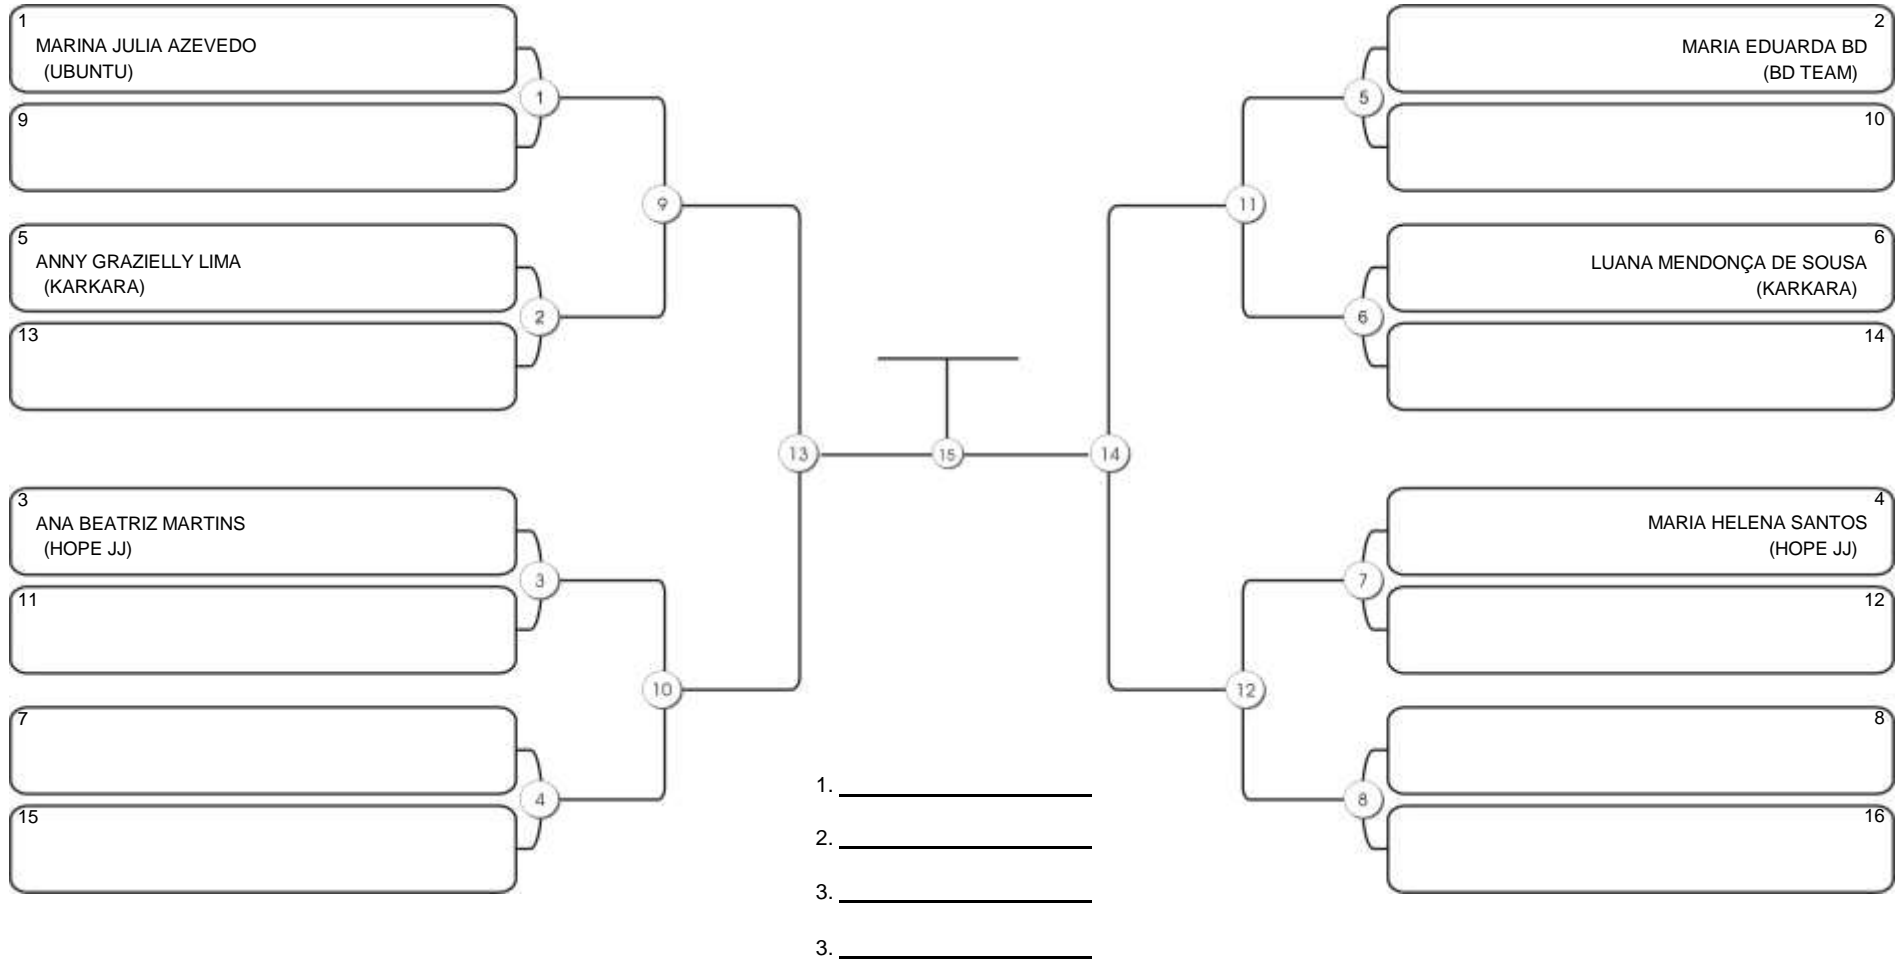 1
MARINA JULIA AZEVEDO
(UBUNTU)
9
1
5
ANNY GRAZIELLY LIMA
(KARKARA)
13
2
9
3
ANA BEATRIZ MARTINS
(HOPE JJ)
11
3
7
15
4
10
13
15
14
2
MARIA EDUARDA BD
(BD TEAM)
10
5
6
LUANA MENDONÇA DE SOUSA
(KARKARA)
14
6
11
4
MARIA HELENA SANTOS
(HOPE JJ)
12
7
8
16
8
12
1.
2.
3.
3.